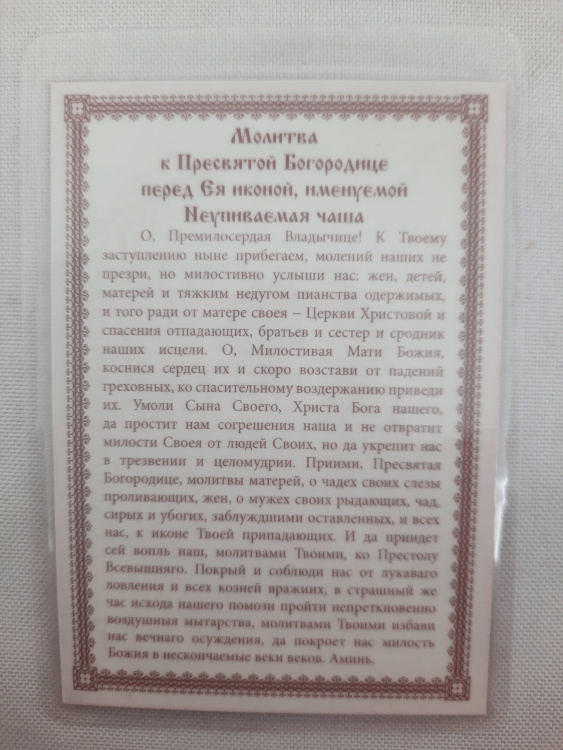 Молитва
к Пресвятой Богородице
перед Ея иконой, именуемой
Неупиваемая чаша
О, Премилосердая Владычице! К Твоему
заступлению ныне прибегаем, молений наших не
презри, но милостивно услыши нас: жен, детей,
матерей и тяжким недугом пианства одержимых,
и того ради от матере своея – Церкви Христовой и
спасения отпадающих, братьев и сестер и сродник
наших исцели. О, Милостивая Мати Божия,
коснися сердец их и скоро возстави от падений
греховных, ко спасительному воздержанию приведи
их. Умоли Сына Своего, Христа Бога нашего,
да простит нам согрешения наша и не отвратит
милости Своея от людей Своих, но да укрепит нас
в трезвении и целомудрии. Приими, Пресвятая
Богородице, молитвы матерей, о чадех своих слезы
проливающих, жен, о мужех своих рыдающих, чад,
сирых и убогих, заблуждшими оставленных, и всех
нас, к иконе Твоей припадающих. И да приидет
сей вопль наш, молитвами Твоими, ко Престолу
Всевышняго. Покрый и соблюди нас от лукаваго
ловления и всех козней вражиих, в страшный же
час исхода нашего помози пройти непреткновенно
воздушныя мытарства, молитвами Твоими избави
нас вечнаго осуждения, да покроет нас милость
Божия в нескончаемые веки веков. Аминь.